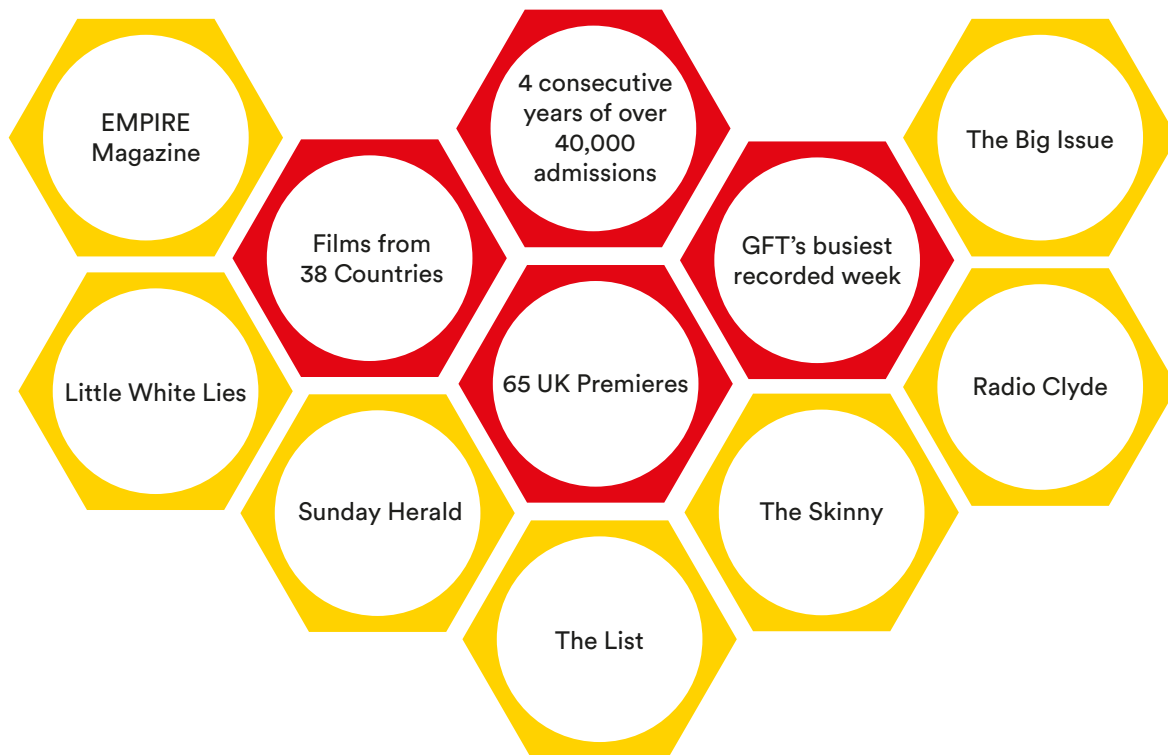 4 consecutive
years of over
40,000
admissions
EMPIRE
Magazine
The Big Issue
Films from
38 Countries
GFT’s busiest
recorded week
Little White Lies
65 UK Premieres
Radio Clyde
Sunday Herald
The Skinny
The List